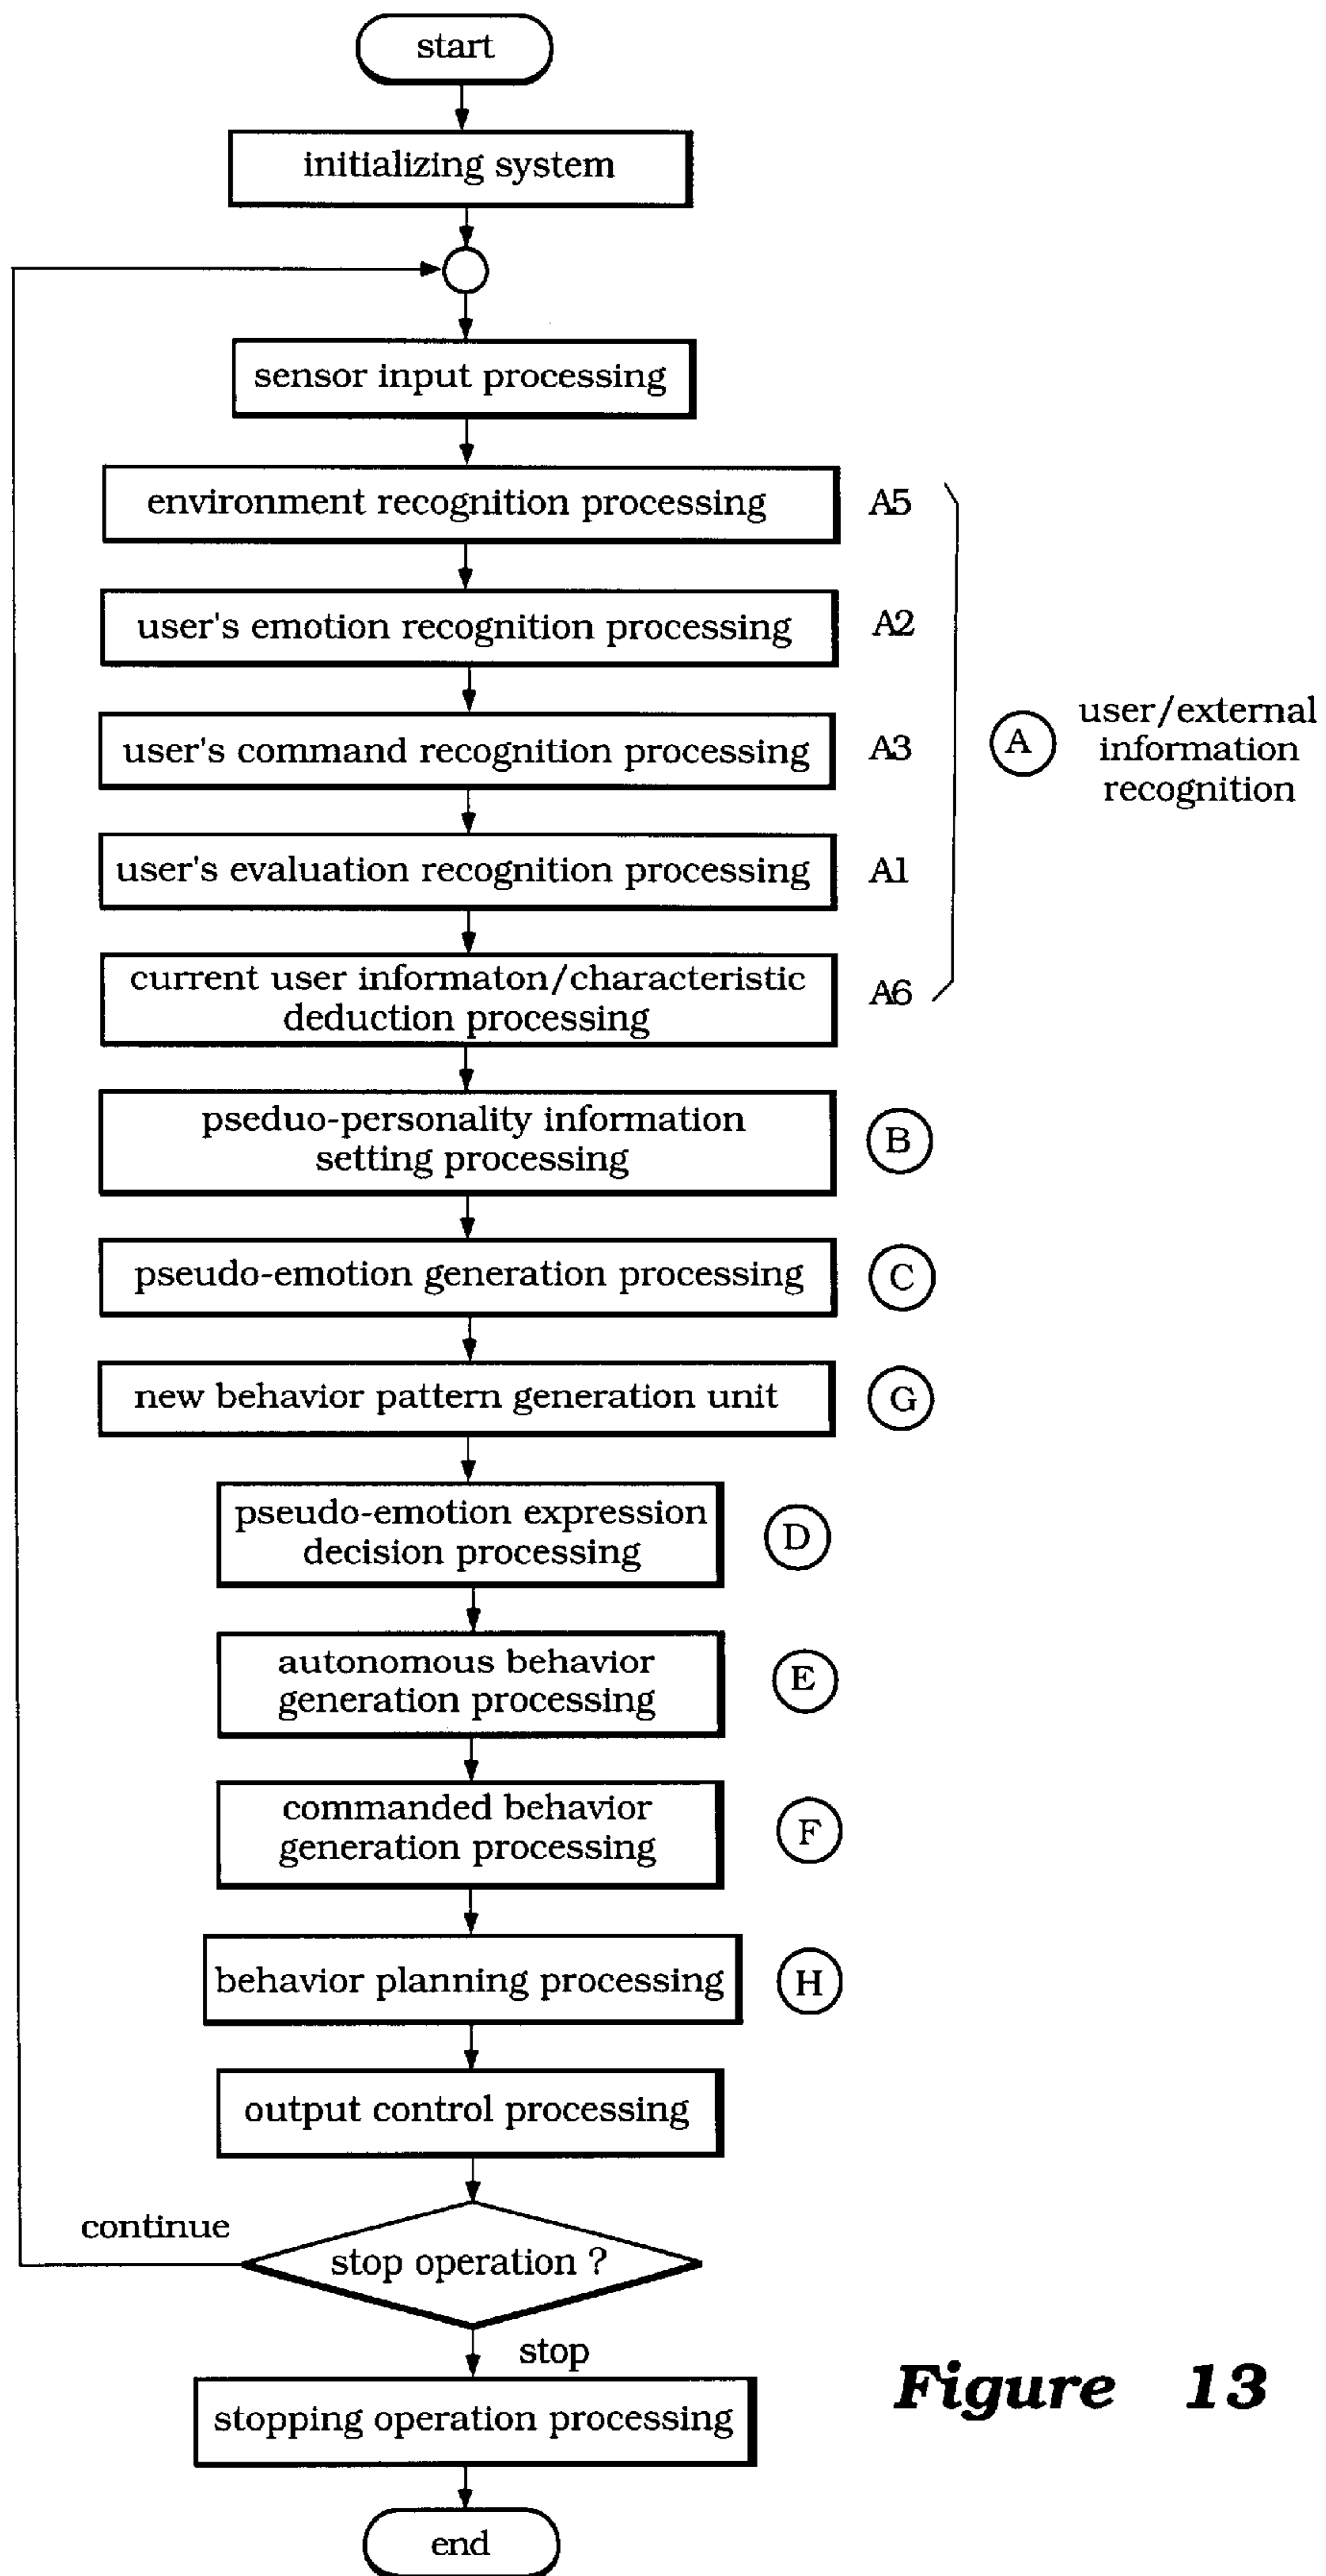 start
initializing system
sensor input processing
environment recognition processing
A5
user's emotion recognition processing
A2
user's command recognition processing
A3
user's evaluation recognition processing
A1
current user informaton/characteristic
deduction processing
A6
A
user/external
information
recognition
pseduo-personality information
setting processing
B
pseudo-emotion generation processing
C
new behavior pattern generation unit
G
pseudo-emotion expression
decision processing
D
autonomous behavior
generation processing
E
commanded behavior
generation processing
F
behavior planning processing
H
output control processing
continue
stop operation ?
stop
stopping operation processing
end
Figure 13